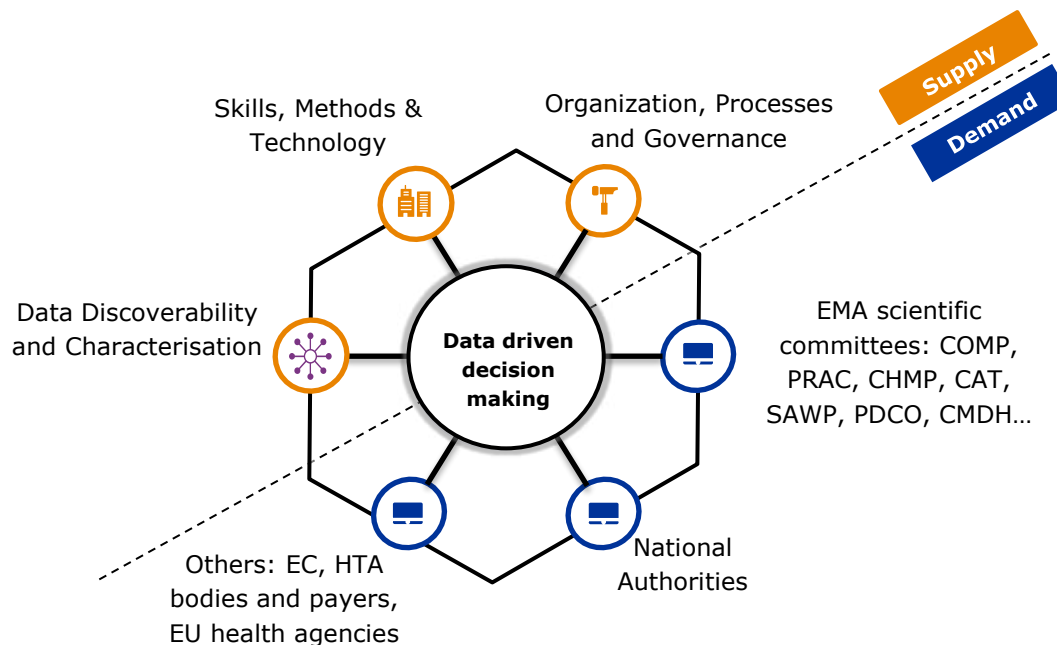 Supply
Demand
Skills, Methods &
Technology
Organization, Processes
and Governance
Data Discoverability
and Characterisation
Data driven
decision
making
EMA scientific
committees: COMP,
PRAC, CHMP, CAT,
SAWP, PDCO, CMDH…
National
Authorities
Others: EC, HTA
bodies and payers,
EU health agencies